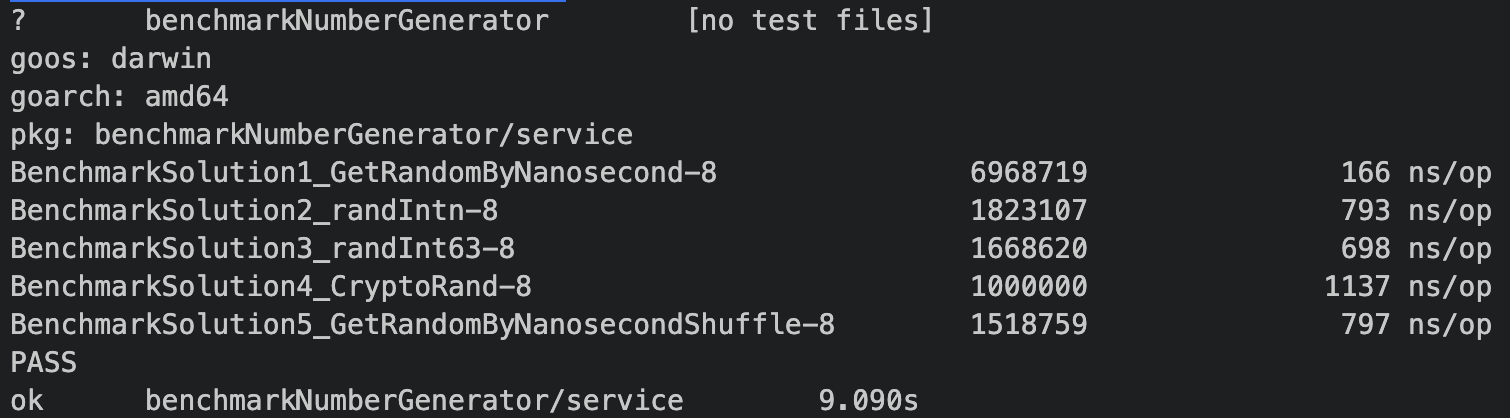 ?       benchmarkNumberGenerator        [no test files]
goos: darwin
goarch: amd64
pkg: benchmarkNumberGenerator/service
BenchmarkSolution1_GetRandomByNanosecond-8               6968719               166 ns/op
BenchmarkSolution2_randIntn-8                            1823107               793 ns/op
BenchmarkSolution3_randInt63-8                           1668620               698 ns/op
BenchmarkSolution4_CryptoRand-8                          1000000              1137 ns/op
BenchmarkSolution5_GetRandomByNanosecondShuffle-8        1518759               797 ns/op
PASS
ok      benchmarkNumberGenerator/service        9.090s